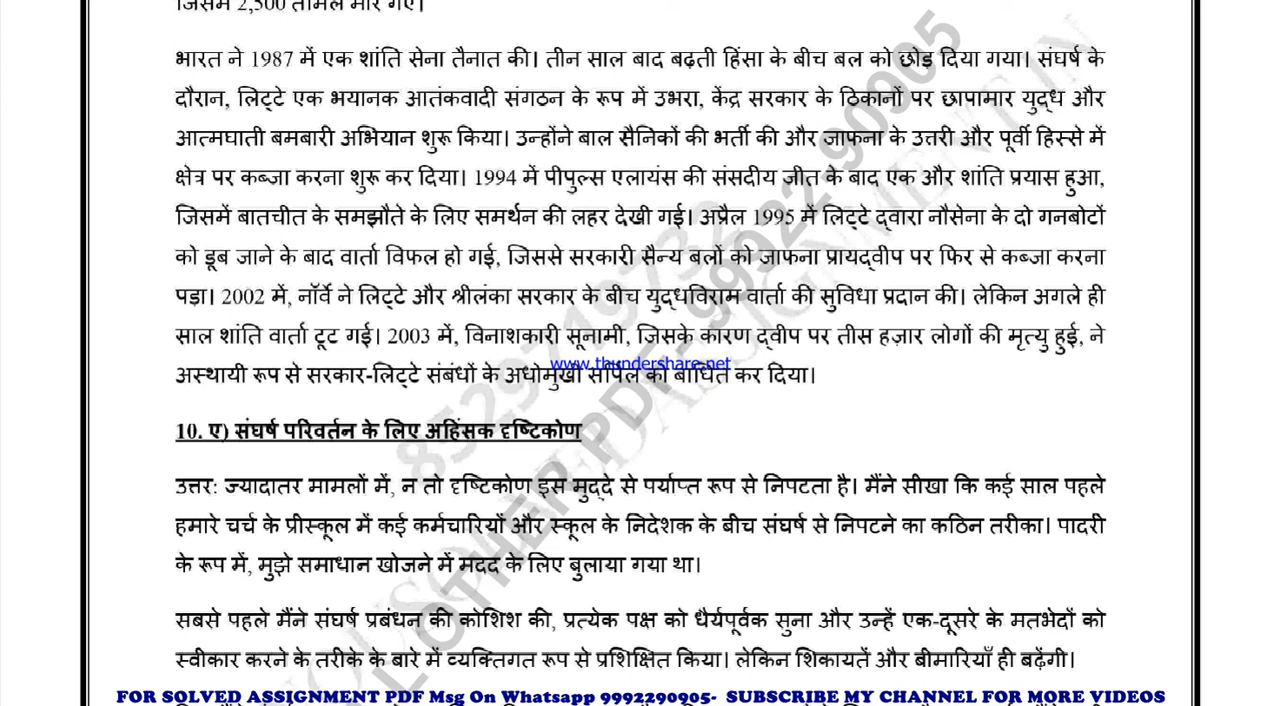 जिसमें 2,500 तमिल मारे गए।
भारत ने 1987 में एक शांति सेना तैनात की। तीन साल बाद बढ़ती हिंसा के बीच बल को छोड़ दिया गया। संघर्ष के
दौरान, लिट्टे एक भयानक आतंकवादी संगठन के रूप में उभरा, केंद्र सरकार के ठिकानों पर छापामार युद्ध और
आत्मघाती बमबारी अभियान शुरू किया। उन्होंने बाल सैनिकों की भर्ती की और जाफना के उत्तरी और पूर्वी हिस्से में
क्षेत्र पर कब्जा करना शुरू कर दिया। 1994 में पीपुल्स एलायंस की संसदीय जीत के बाद एक और शांति प्रयास हुआ,
जिसमें बातचीत के समझौते के लिए समर्थन की लहर देखी गई। अप्रैल 1995 में लिट्टे द्वारा नौसेना के दो गनबोटों
को डूब जाने के बाद वार्ता विफल हो गई, जिससे सरकारी सैन्य बलों को जाफना प्रायद्वीप पर फिर से कब्जा करना
पड़ा। 2002 में, नॉर्वे ने लिट्टे और श्रीलंका सरकार के बीच युद्धविराम वार्ता की सुविधा प्रदान की। लेकिन अगले ही
साल शांति वार्ता टूट गई। 2003 में, विनाशकारी सूनामी, जिसके कारण द्वीप पर तीस हज़ार लोगों की मृत्यु हुई, ने
www.thundershare.net
अस्थायी रूप से सरकार-लिट्टे संबंधों के अधोमुखी सर्पिल को बाधित कर दिया।
10. ए) संघर्ष परिवर्तन के लिए अहिंसक दृष्टिकोण
उत्तर: ज्यादातर मामलों में, न तो दृष्टिकोण इस मुद्दे से पर्याप्त रूप से निपटता है। मैंने सीखा कि कई साल पहले
हमारे चर्च के प्रीस्कूल में कई कर्मचारियों और स्कूल के निदेशक के बीच संघर्ष से निपटने का कठिन तरीका। पादरी
के रूप में, मुझे समाधान खोजने में मदद के लिए बुलाया गया था।
सबसे पहले मैंने संघर्ष प्रबंधन की कोशिश की, प्रत्येक पक्ष को धैर्यपूर्वक सुना और उन्हें एक-दूसरे के मतभेदों को
स्वीकार करने के तरीके के बारे में व्यक्तिगत रूप से प्रशिक्षित किया। लेकिन शिकायतें और बीमारियाँ ही बढ़ेंगी।
FOR SOLVED ASSIGNMENT PDF Msg On Whatsapp 9992290905- SUBSCRIBE MY CHANNEL FOR MORE VIDEOS